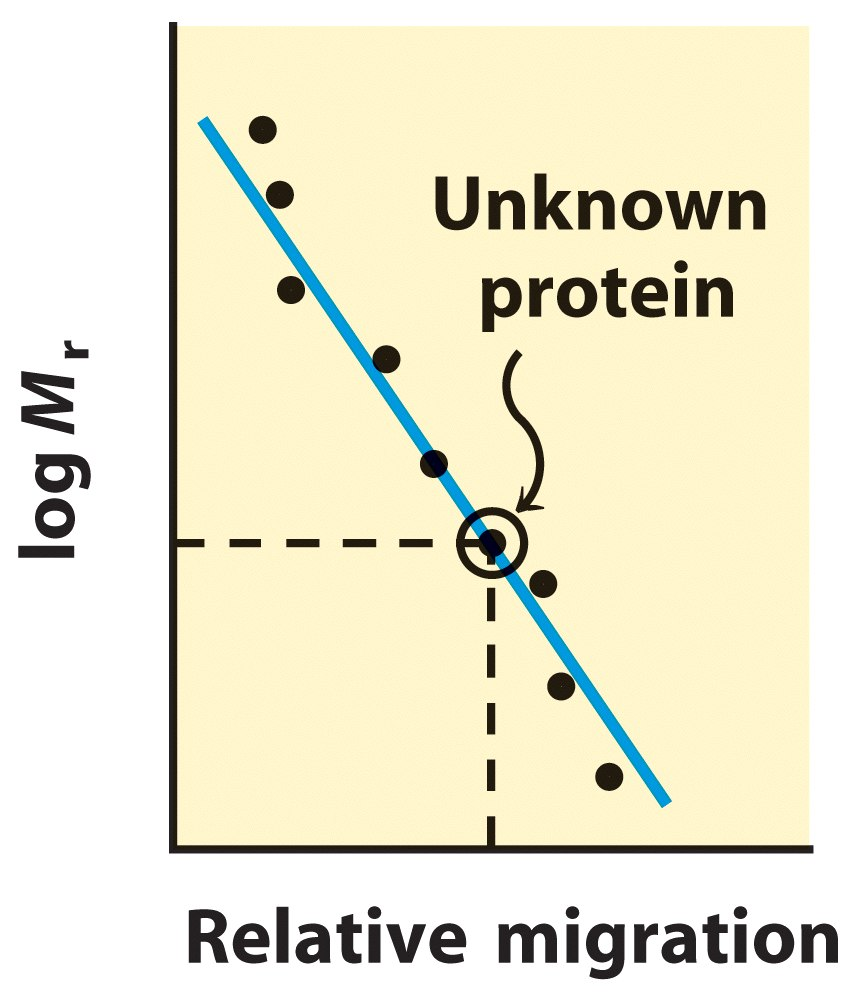 Unknown
protein
log Mr
Relative migration